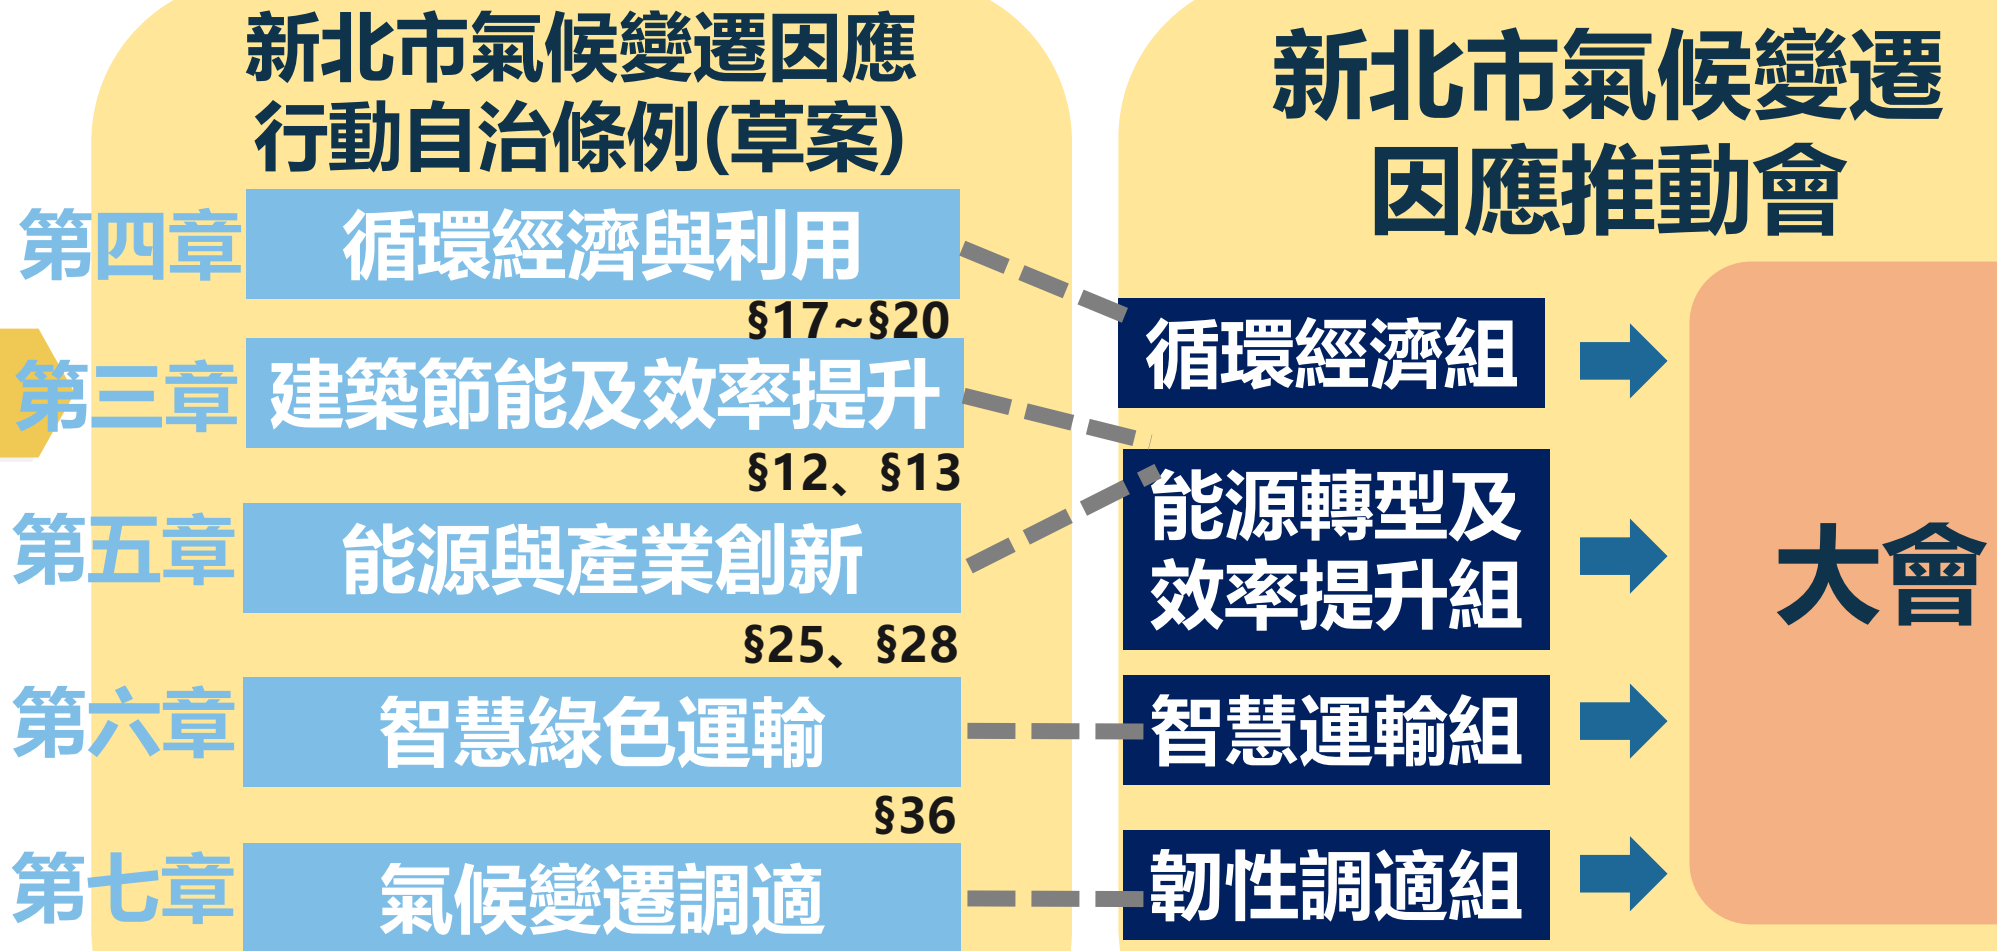 新北市氣候變遷因應
行動自治條例(草案)
第四章
循環經濟與利用
§17~§20
第三章
建築節能及效率提升
§12、§13
第五章
能源與產業創新
§25、§28
第六章
智慧綠色運輸
§36
第七章
氣候變遷調適
新北市氣候變遷
因應推動會
循環經濟組
能源轉型及
效率提升組
智慧運輸組
韌性調適組
大會